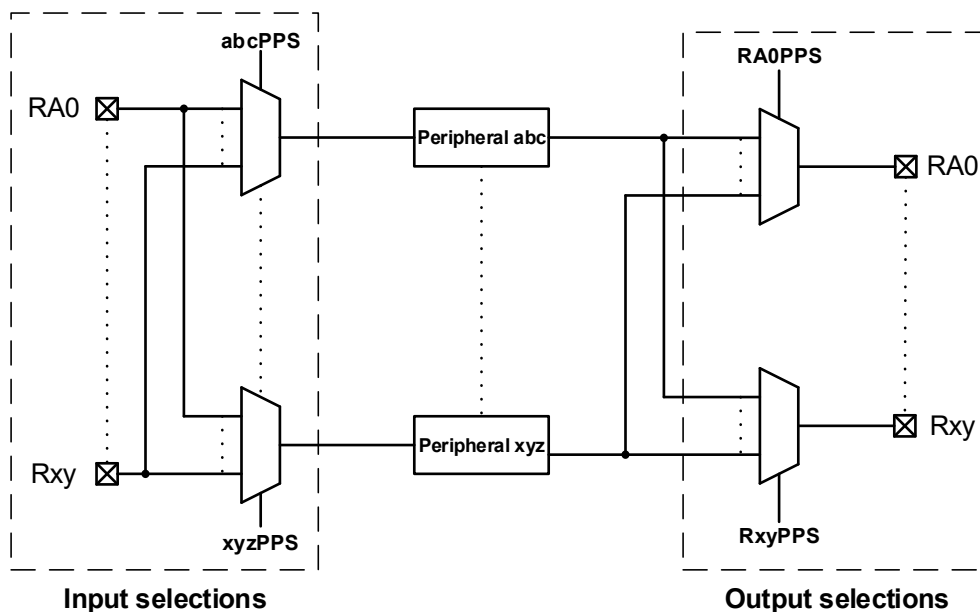 abcPPS
RA0PPS
RA0
Peripheral abc
RA0
Rxy
Peripheral xyz
Rxy
xyzPPS
RxyPPS
Input selections
Output selections